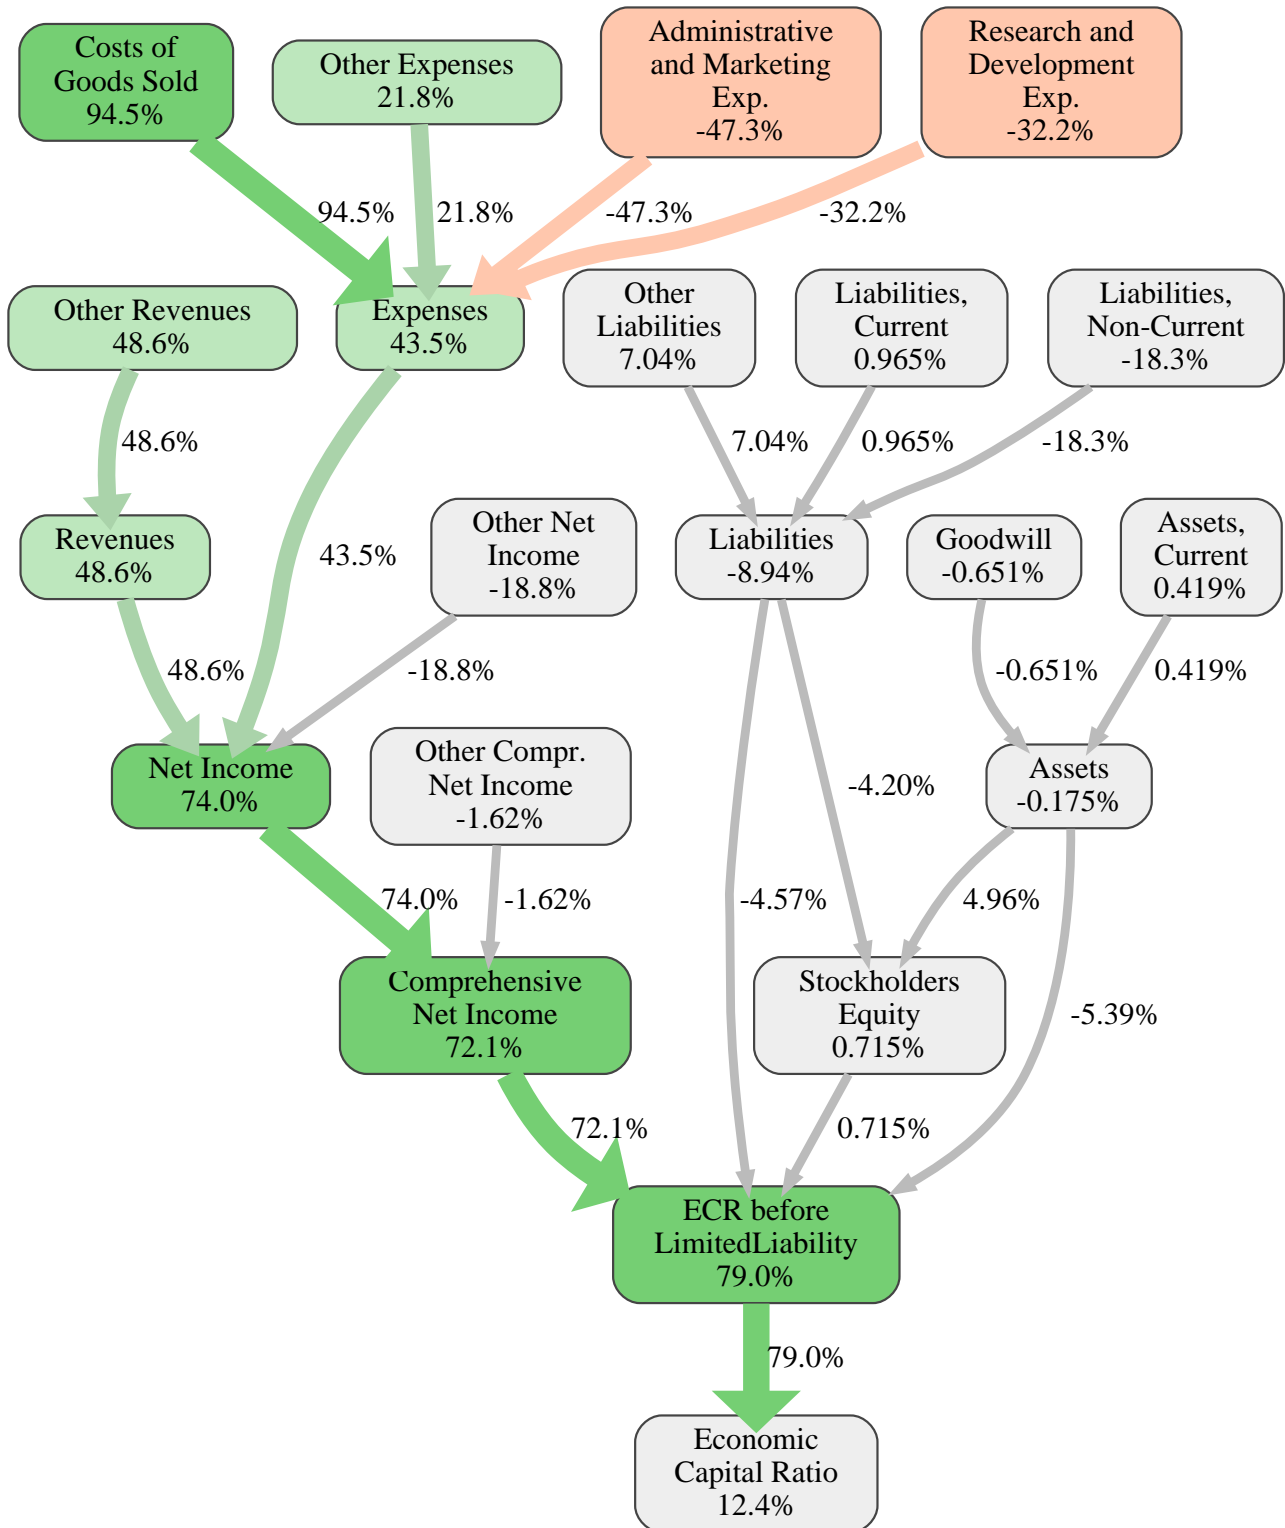 Costs of
Goods Sold
94.5%
Other Expenses
21.8%
Administrative
and Marketing
Exp.
-47.3%
Research and
Development
Exp.
-32.2%
94.5%
21.8%
-47.3%
-32.2%
Other Revenues
48.6%
Expenses
43.5%
Other
Liabilities
7.04%
Liabilities,
Current
0.965%
Liabilities,
Non-Current
-18.3%
48.6%
7.04%
0.965%
-18.3%
Revenues
48.6%
43.5%
Other Net
Income
-18.8%
Liabilities
-8.94%
Goodwill
-0.651%
Assets,
Current
0.419%
48.6%
-18.8%
-0.651%
0.419%
Net Income
74.0%
Other Compr.
Net Income
-1.62%
-4.20%
Assets
-0.175%
74.0%
-1.62%
-4.57%
4.96%
Comprehensive
Net Income
72.1%
Stockholders
Equity
0.715%
-5.39%
72.1%
0.715%
ECR before
LimitedLiability
79.0%
79.0%
Economic
Capital Ratio
12.4%